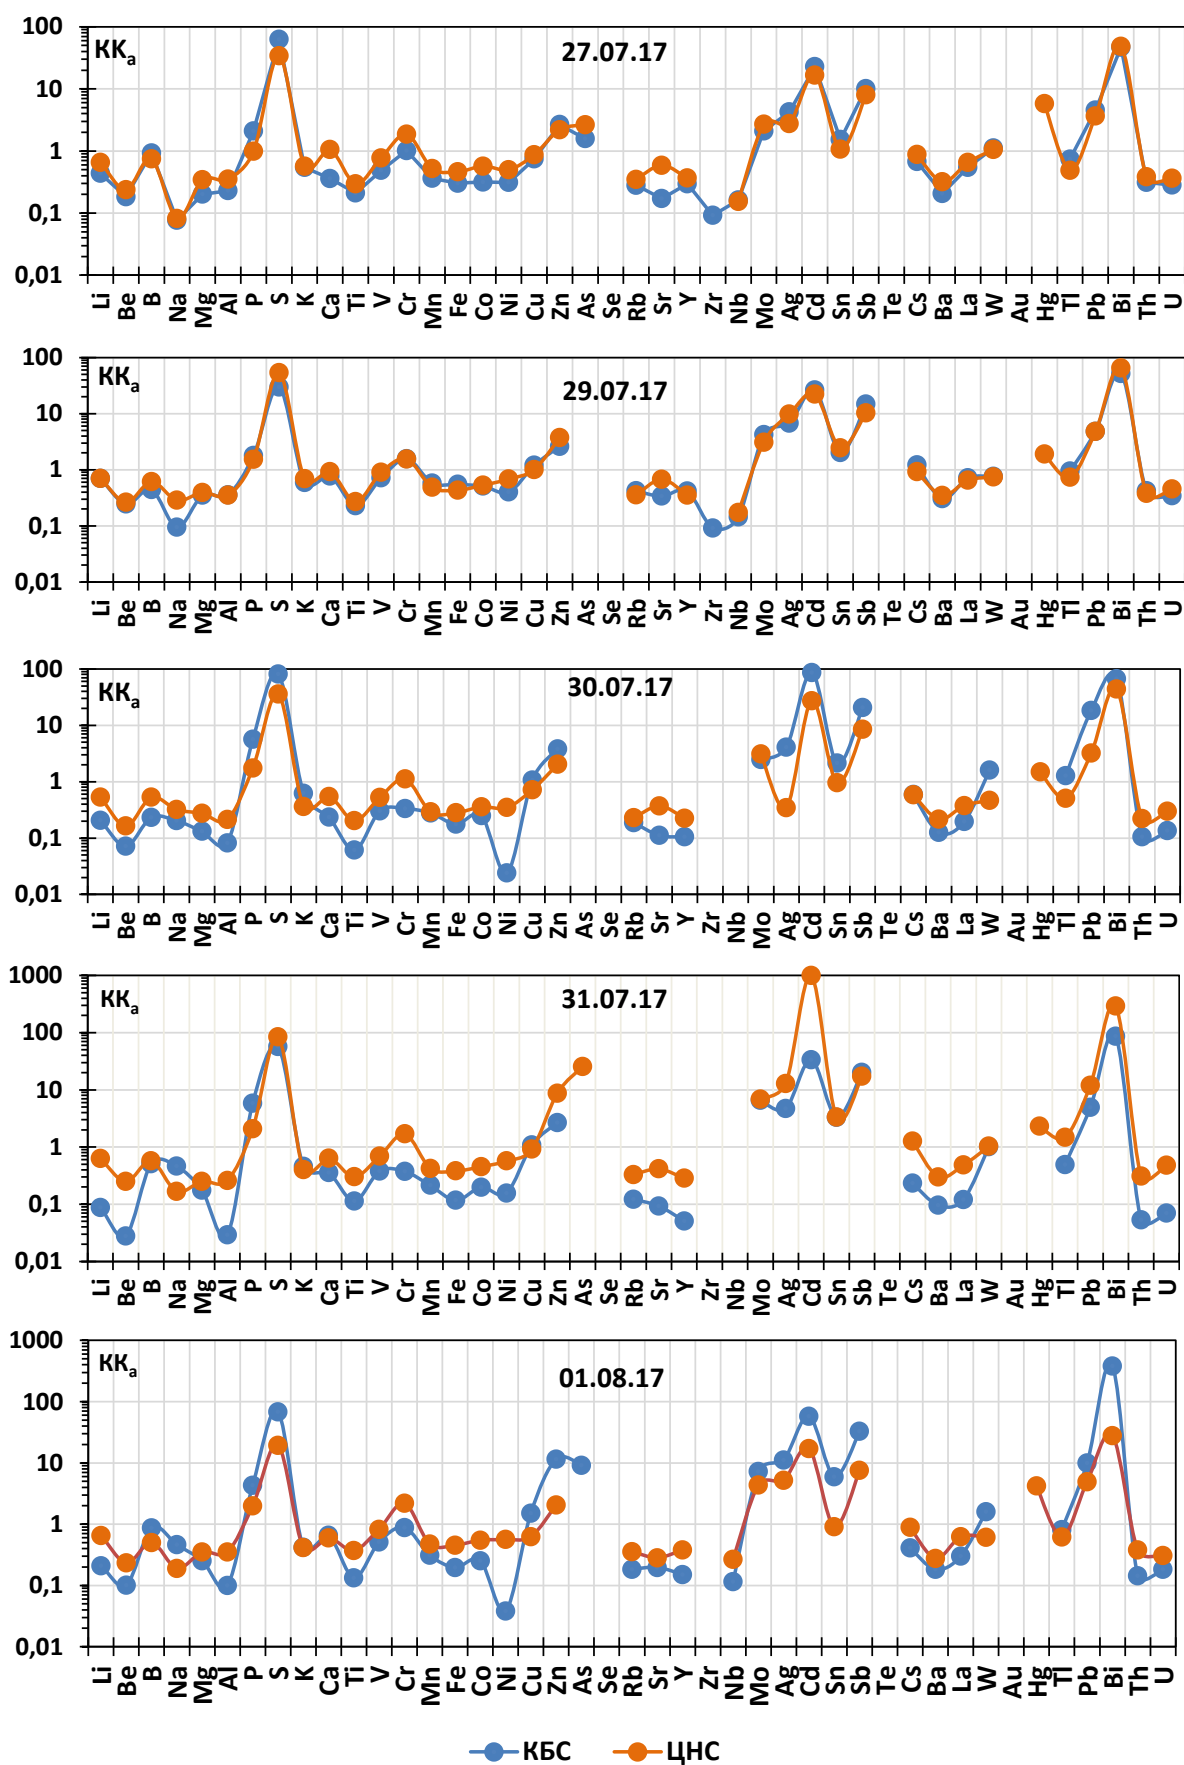 100
10
1
0,1
0,01
КК_a
27.07.17
Li Be B Na Mg Al P S K Ca Ti V Cr Mn Fe Co Ni Cu Zn As Se Rb Sr Y Zr Nb Mo Ag Cd Sn Sb Te Cs Ba La W Au Hg Tl Pb Bi Th U
100
10
1
0,1
0,01
КК_a
29.07.17
Li Be B Na Mg Al P S K Ca Ti V Cr Mn Fe Co Ni Cu Zn As Se Rb Sr Y Zr Nb Mo Ag Cd Sn Sb Te Cs Ba La W Au Hg Tl Pb Bi Th U
100
10
1
0,1
0,01
КК_a
30.07.17
Li Be B Na Mg Al P S K Ca Ti V Cr Mn Fe Co Ni Cu Zn As Se Rb Sr Y Zr Nb Mo Ag Cd Sn Sb Te Cs Ba La W Au Hg Tl Pb Bi Th U
1000
100
10
1
0,1
0,01
КК_a
31.07.17
Li Be B Na Mg Al P S K Ca Ti V Cr Mn Fe Co Ni Cu Zn As Se Rb Sr Y Zr Nb Mo Ag Cd Sn Sb Te Cs Ba La W Au Hg Tl Pb Bi Th U
1000
100
10
1
0,1
0,01
КК_a
01.08.17
Li Be B Na Mg Al P S K Ca Ti V Cr Mn Fe Co Ni Cu Zn As Se Rb Sr Y Zr Nb Mo Ag Cd Sn Sb Te Cs Ba La W Au Hg Tl Pb Bi Th U
КБС ЦНС